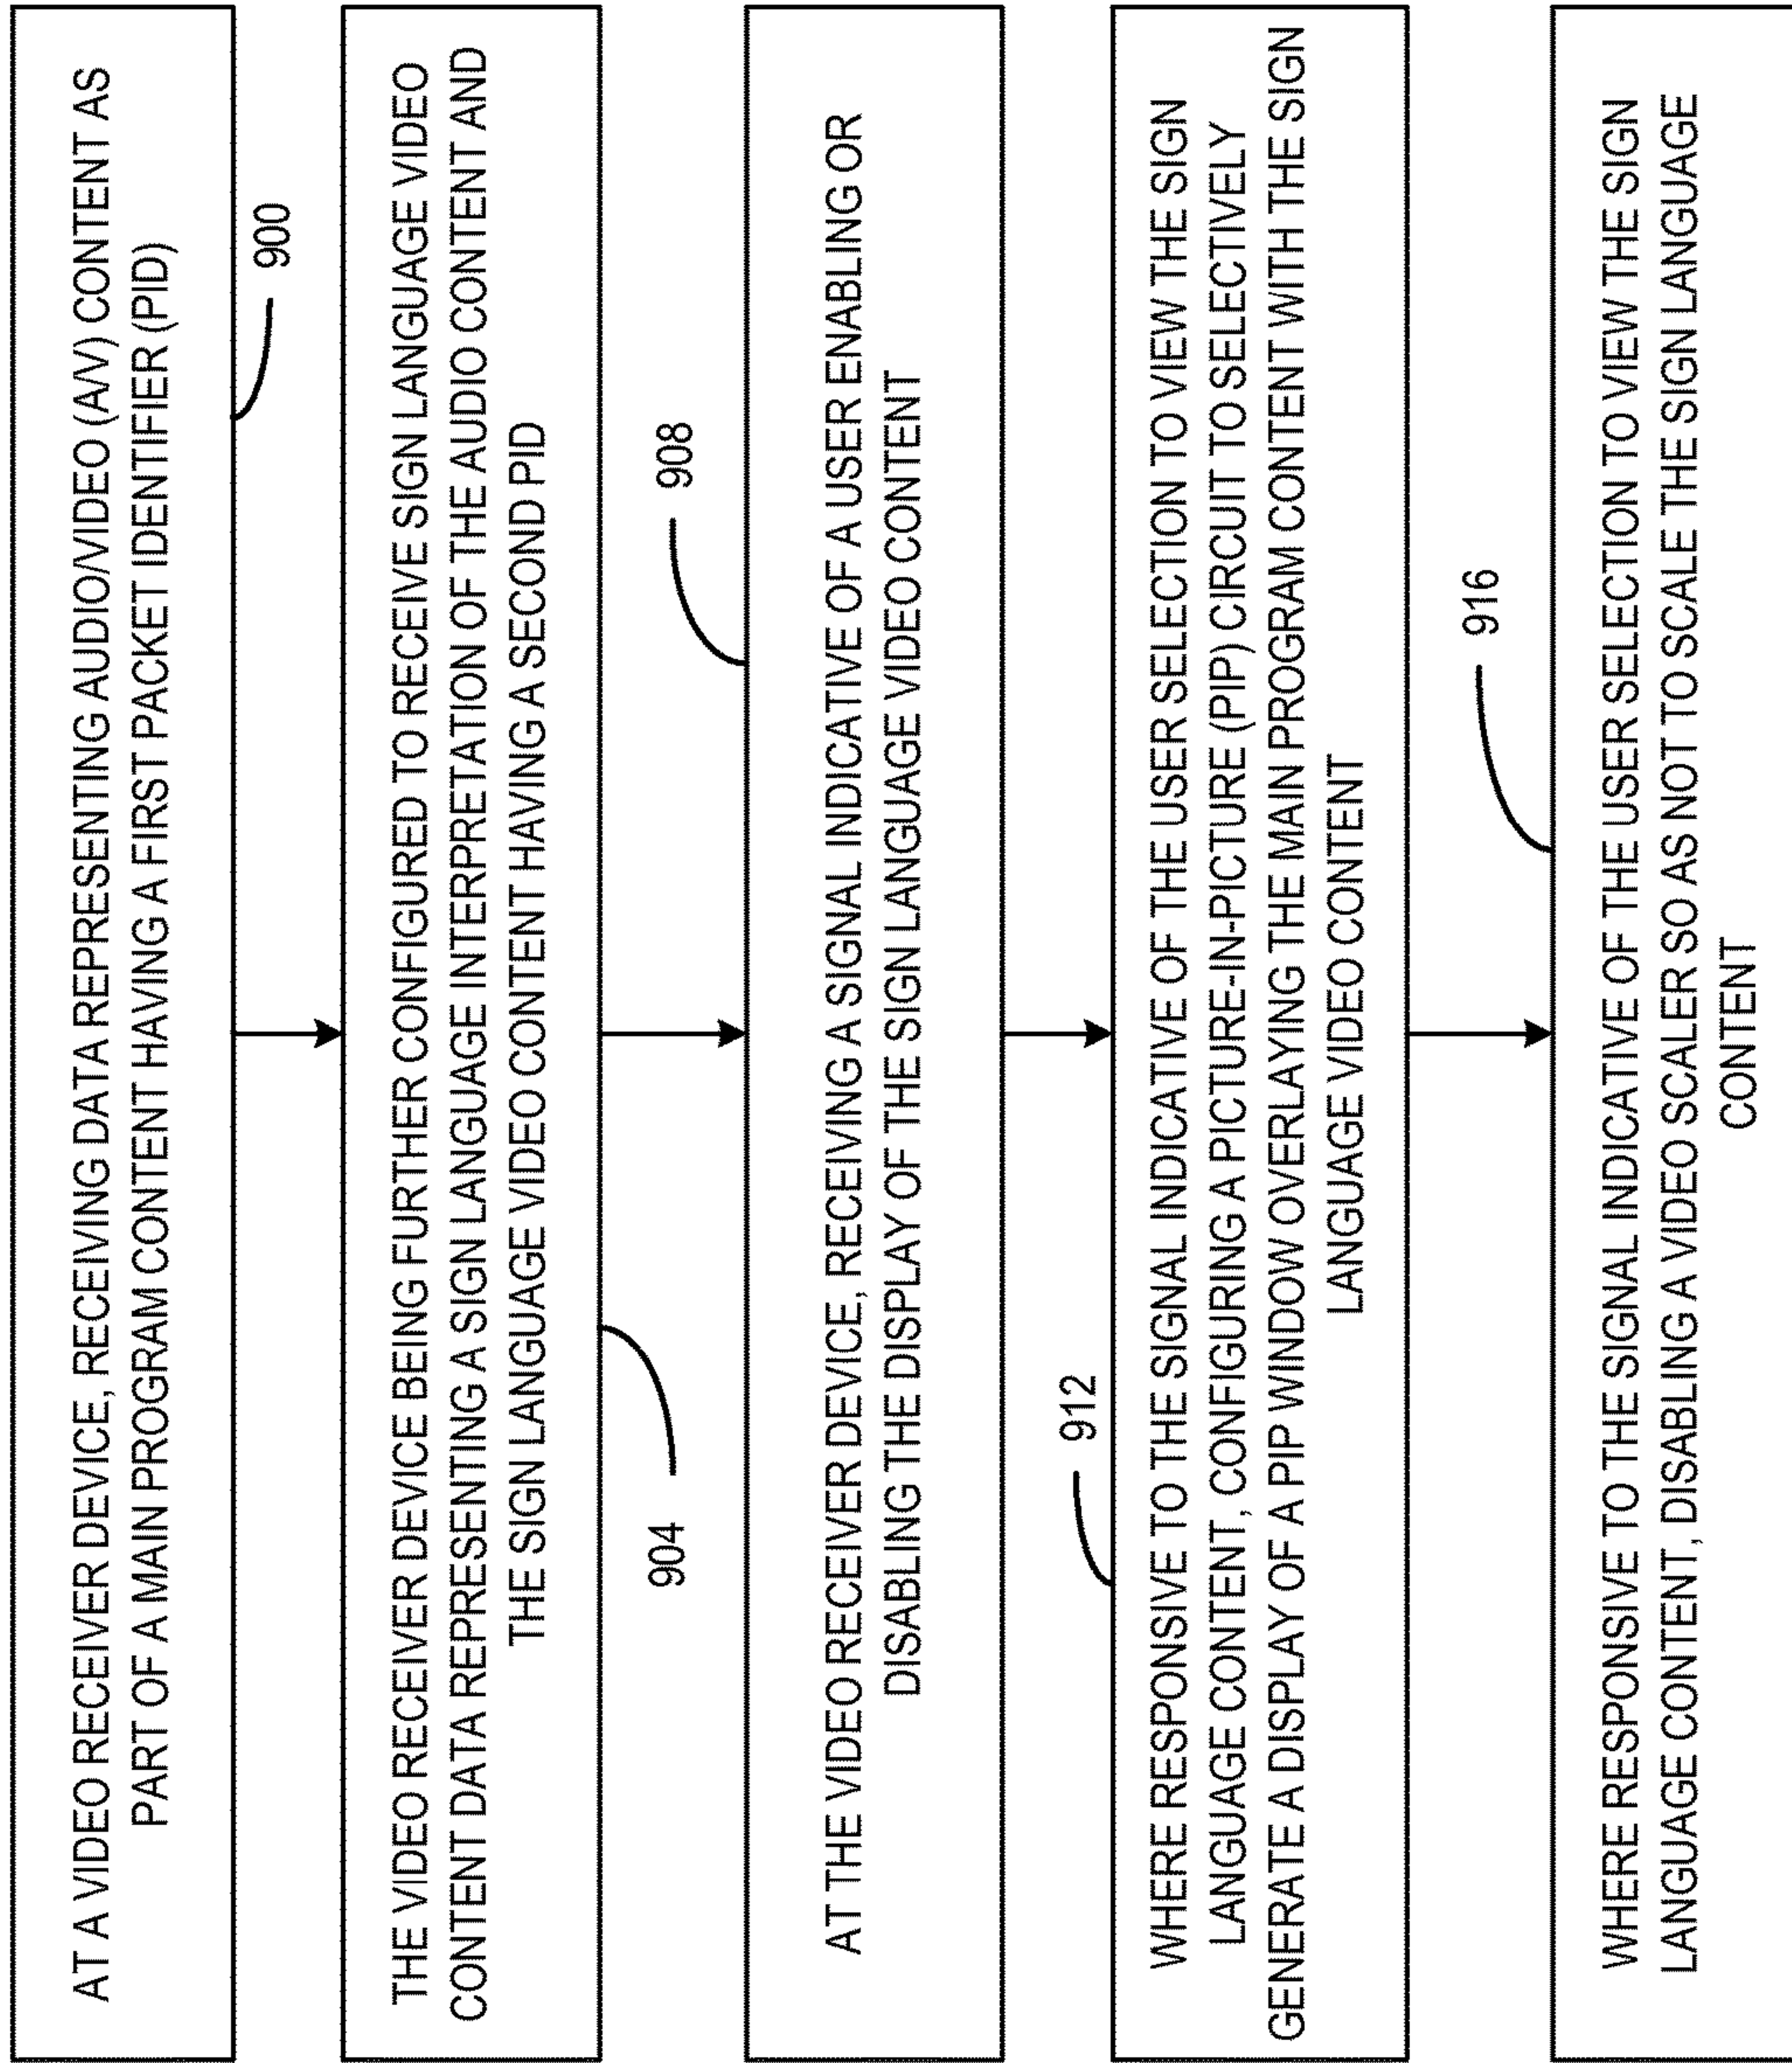 AT A VIDEO RECEIVER DEVICE, RECEIVING DATA REPRESENTING AUDIO/VIDEO (A/V) CONTENT AS
PART OF A MAIN PROGRAM CONTENT HAVING A FIRST PACKET IDENTIFIER (PID)
900
THE VIDEO RECEIVER DEVICE BEING FURTHER CONFIGURED TO RECEIVE SIGN LANGUAGE VIDEO
CONTENT DATA REPRESENTING A SIGN LANGUAGE INTERPRETATION OF THE AUDIO CONTENT AND
THE SIGN LANGUAGE VIDEO CONTENT HAVING A SECOND PID
904
908
AT THE VIDEO RECEIVER DEVICE, RECEIVING A SIGNAL INDICATIVE OF A USER ENABLING OR
DISABLING THE DISPLAY OF THE SIGN LANGUAGE VIDEO CONTENT
912
WHERE RESPONSIVE TO THE SIGNAL INDICATIVE OF THE USER SELECTION TO VIEW THE SIGN
LANGUAGE CONTENT, CONFIGURING A PICTURE-IN-PICTURE (PIP) CIRCUIT TO SELECTIVELY
GENERATE A DISPLAY OF A PIP WINDOW OVERLAYING THE MAIN PROGRAM CONTENT WITH THE SIGN
LANGUAGE VIDEO CONTENT
916
WHERE RESPONSIVE TO THE SIGNAL INDICATIVE OF THE USER SELECTION TO VIEW THE SIGN
LANGUAGE CONTENT, DISABLING A VIDEO SCALER SO AS NOT TO SCALE THE SIGN LANGUAGE
CONTENT